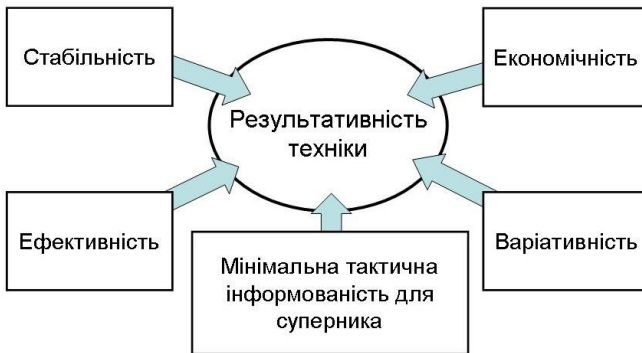 Стабільність
Економічність
Результативність
техніки
Ефективність
Варіативність
Мінімальна тактична
інформованість для
суперника